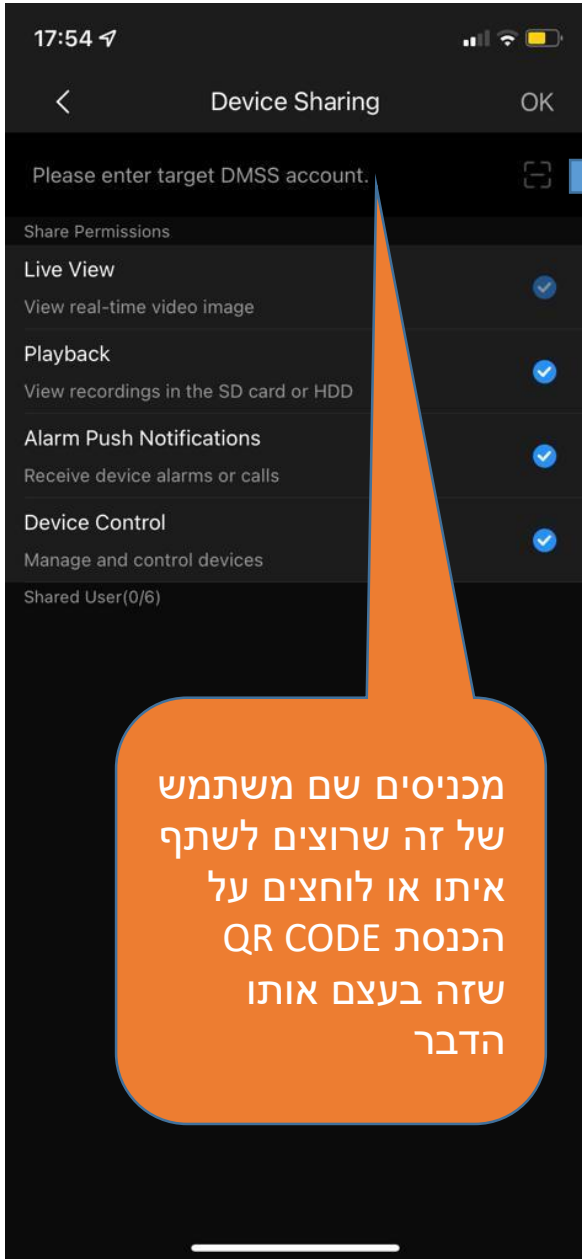 17:54
Device Sharing
OK
Please enter target DMSS account.
Share Permissions
Live View
View real-time video image
Playback
View recordings in the SD card or HDD
Alarm Push Notifications
Receive device alarms or calls
Device Control
Manage and control devices
Shared User(0/6)
מכניסים שם משתמש
של זה שרוצים לשתף
איתו או לוחצים על
הכנסת QR CODE
שזה בעצם אותו
הדבר